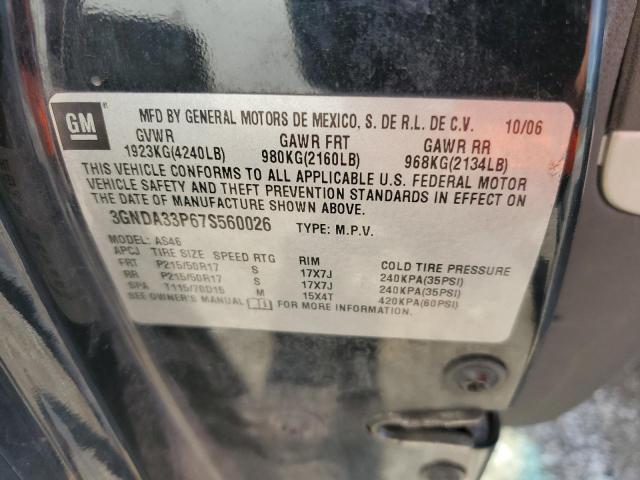 GM
MFD BY GENERAL MOTORS DE MEXICO, S. DE R.L. DE C.V. 10/06
GVWR GAWR FRT GAWR RR
1923KG(4240LB) 980KG(2160LB) 968KG(2134LB)
THIS VEHICLE CONFORMS TO ALL APPLICABLE U.S. FEDERAL MOTOR
VEHICLE SAFETY AND THEFT PREVENTION STANDARDS IN EFFECT ON
THE DATE OF MANUFACTURE SHOWN ABOVE.
3GNDA33P67S560026 TYPE: M.P.V.
MODEL: AS46
APCJ TIRE SIZE SPEED RTG RIM COLD TIRE PRESSURE
FRT P215/50R17 S 17X7J 240KPA(35PSI)
RR P215/50R17 S 17X7J 240KPA(35PSI)
SPA T115/70D15 M 15X4T 420KPA(60PSI)
SEE OWNER'S MANUAL FOR MORE INFORMATION.